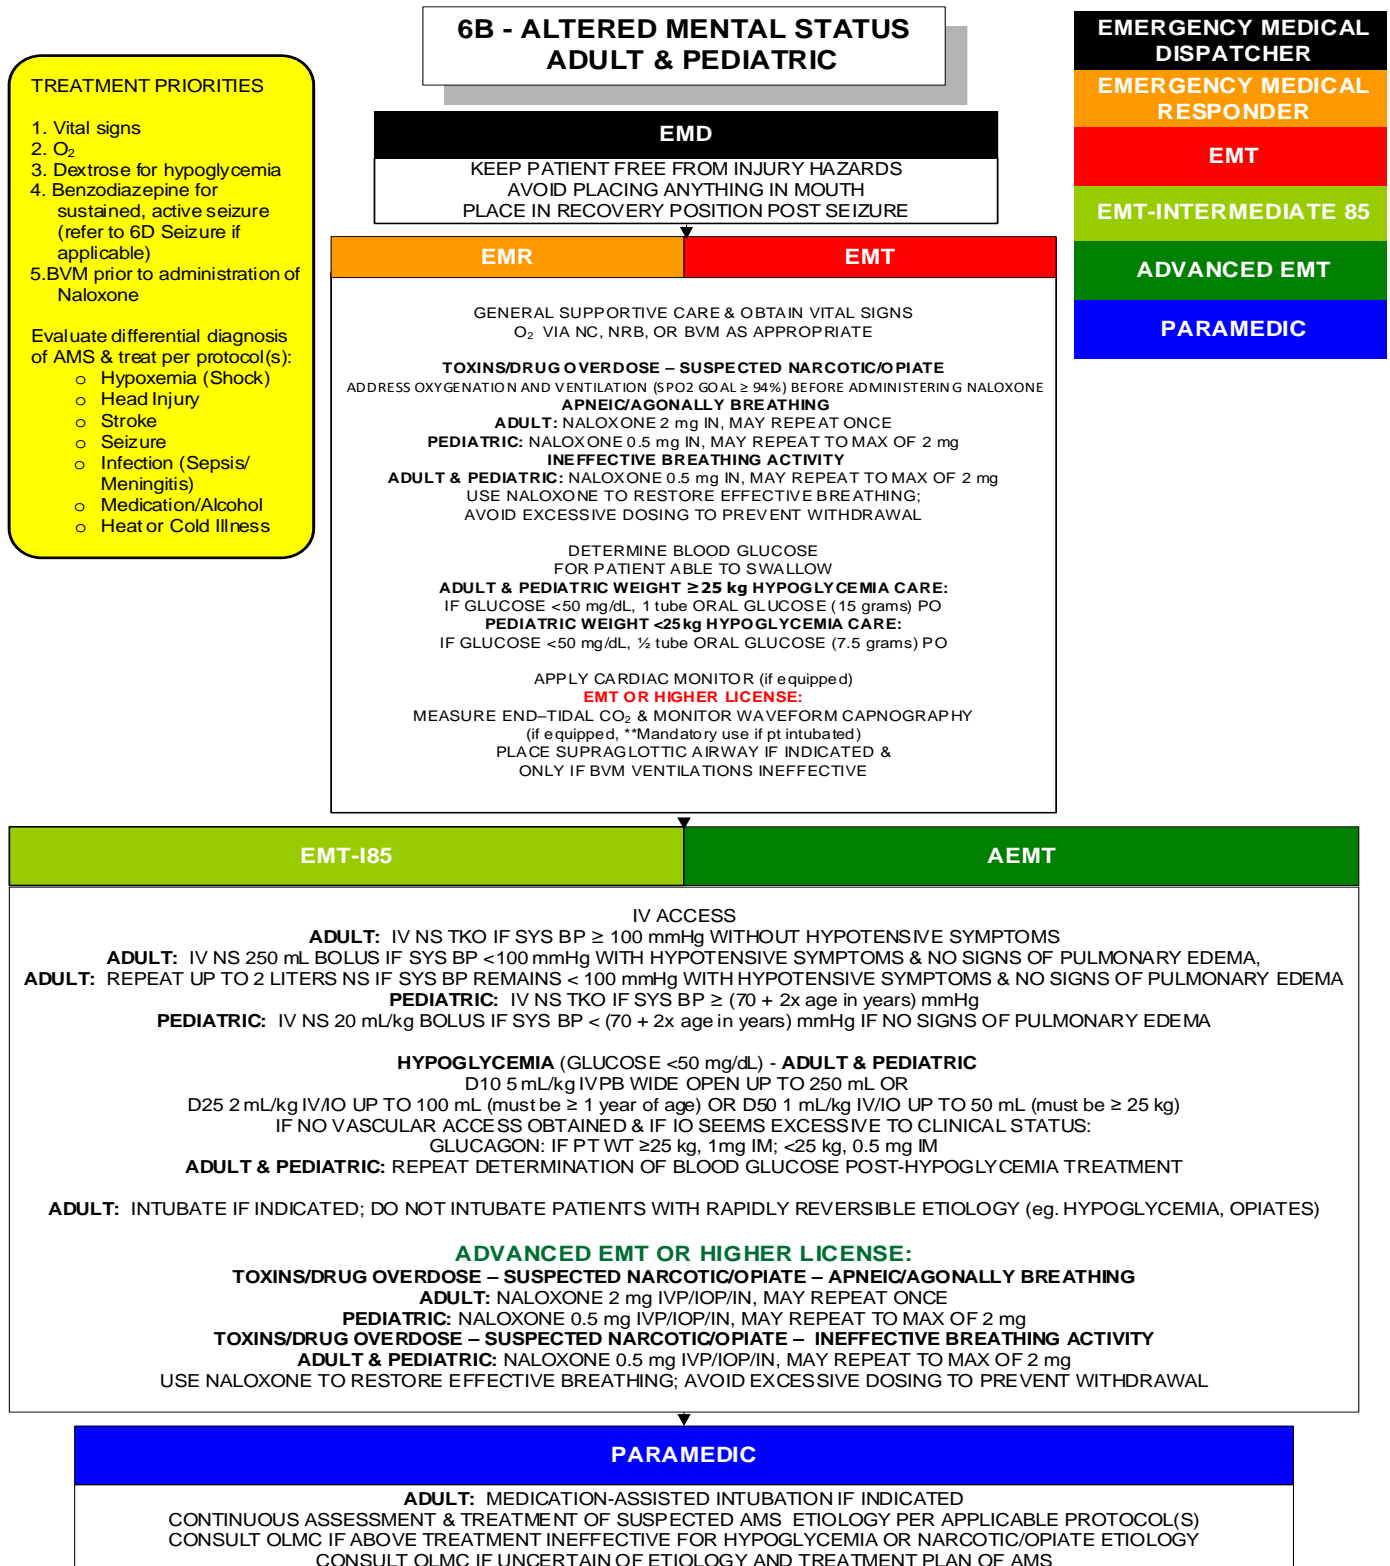 6B - ALTERED MENTAL STATUS
ADULT & PEDIATRIC
EMERGENCY MEDICAL
DISPATCHER
EMERGENCY MEDICAL
RESPONDER
EMT
EMT-INTERMEDIATE 85
ADVANCED EMT
PARAMEDIC
TREATMENT PRIORITIES
1. Vital signs
2. O₂
3. Dextrose for hypoglycemia
4. Benzodiazepine for
sustained, active seizure
(refer to 6D Seizure if
applicable)
5.BVM prior to administration of
Naloxone
Evaluate differential diagnosis
of AMS & treat per protocol(s):
o Hypoxemia (Shock)
o Head Injury
o Stroke
o Seizure
o Infection (Sepsis/
Meningitis)
o Medication/Alcohol
o Heat or Cold Illness
EMD
KEEP PATIENT FREE FROM INJURY HAZARDS
AVOID PLACING ANYTHING IN MOUTH
PLACE IN RECOVERY POSITION POST SEIZURE
EMR
EMT
GENERAL SUPPORTIVE CARE & OBTAIN VITAL SIGNS
O₂ VIA NC, NRB, OR BVM AS APPROPRIATE
TOXINS/DRUG OVERDOSE – SUSPECTED NARCOTIC/OPIATE
ADDRESS OXYGENATION AND VENTILATION (SPO2 GOAL ≥ 94%) BEFORE ADMINISTERING NALOXONE
APNEIC/AGONALLY BREATHING
ADULT: NALOXONE 2 mg IN, MAY REPEAT ONCE
PEDIATRIC: NALOXONE 0.5 mg IN, MAY REPEAT TO MAX OF 2 mg
INEFFECTIVE BREATHING ACTIVITY
ADULT & PEDIATRIC: NALOXONE 0.5 mg IN, MAY REPEAT TO MAX OF 2 mg
USE NALOXONE TO RESTORE EFFECTIVE BREATHING;
AVOID EXCESSIVE DOSING TO PREVENT WITHDRAWAL
DETERMINE BLOOD GLUCOSE
FOR PATIENT ABLE TO SWALLOW
ADULT & PEDIATRIC WEIGHT ≥25 kg HYPOGLYCEMIA CARE:
IF GLUCOSE <50 mg/dL, 1 tube ORAL GLUCOSE (15 grams) PO
PEDIATRIC WEIGHT <25kg HYPOGLYCEMIA CARE:
IF GLUCOSE <50 mg/dL, ½ tube ORAL GLUCOSE (7.5 grams) PO
APPLY CARDIAC MONITOR (if equipped)
EMT OR HIGHER LICENSE:
MEASURE END–TIDAL CO₂ & MONITOR WAVEFORM CAPNOGRAPHY
(if equipped, **Mandatory use if pt intubated)
PLACE SUPRAGLOTTIC AIRWAY IF INDICATED &
ONLY IF BVM VENTILATIONS INEFFECTIVE
EMT-I85
AEMT
IV ACCESS
ADULT: IV NS TKO IF SYS BP ≥ 100 mmHg WITHOUT HYPOTENSIVE SYMPTOMS
ADULT: IV NS 250 mL BOLUS IF SYS BP <100 mmHg WITH HYPOTENSIVE SYMPTOMS & NO SIGNS OF PULMONARY EDEMA,
ADULT: REPEAT UP TO 2 LITERS NS IF SYS BP REMAINS < 100 mmHg WITH HYPOTENSIVE SYMPTOMS & NO SIGNS OF PULMONARY EDEMA
PEDIATRIC: IV NS TKO IF SYS BP ≥ (70 + 2x age in years) mmHg
PEDIATRIC: IV NS 20 mL/kg BOLUS IF SYS BP < (70 + 2x age in years) mmHg IF NO SIGNS OF PULMONARY EDEMA
HYPOGLYCEMIA (GLUCOSE <50 mg/dL) - ADULT & PEDIATRIC
D10 5 mL/kg IVPB WIDE OPEN UP TO 250 mL OR
D25 2 mL/kg IV/IO UP TO 100 mL (must be ≥ 1 year of age) OR D50 1 mL/kg IV/IO UP TO 50 mL (must be ≥ 25 kg)
IF NO VASCULAR ACCESS OBTAINED & IF IO SEEMS EXCESSIVE TO CLINICAL STATUS:
GLUCAGON: IF PT WT ≥25 kg, 1mg IM; <25 kg, 0.5 mg IM
ADULT & PEDIATRIC: REPEAT DETERMINATION OF BLOOD GLUCOSE POST-HYPOGLYCEMIA TREATMENT
ADULT: INTUBATE IF INDICATED; DO NOT INTUBATE PATIENTS WITH RAPIDLY REVERSIBLE ETIOLOGY (eg. HYPOGLYCEMIA, OPIATES)
ADVANCED EMT OR HIGHER LICENSE:
TOXINS/DRUG OVERDOSE – SUSPECTED NARCOTIC/OPIATE – APNEIC/AGONALLY BREATHING
ADULT: NALOXONE 2 mg IVP/IOP/IN, MAY REPEAT ONCE
PEDIATRIC: NALOXONE 0.5 mg IVP/IOP/IN, MAY REPEAT TO MAX OF 2 mg
TOXINS/DRUG OVERDOSE – SUSPECTED NARCOTIC/OPIATE – INEFFECTIVE BREATHING ACTIVITY
ADULT & PEDIATRIC: NALOXONE 0.5 mg IVP/IOP/IN, MAY REPEAT TO MAX OF 2 mg
USE NALOXONE TO RESTORE EFFECTIVE BREATHING; AVOID EXCESSIVE DOSING TO PREVENT WITHDRAWAL
PARAMEDIC
ADULT: MEDICATION-ASSISTED INTUBATION IF INDICATED
CONTINUOUS ASSESSMENT & TREATMENT OF SUSPECTED AMS ETIOLOGY PER APPLICABLE PROTOCOL(S)
CONSULT OLMC IF ABOVE TREATMENT INEFFECTIVE FOR HYPOGLYCEMIA OR NARCOTIC/OPIATE ETIOLOGY
CONSULT OLMC IF UNCERTAIN OF ETIOLOGY AND TREATMENT PLAN OF AMS